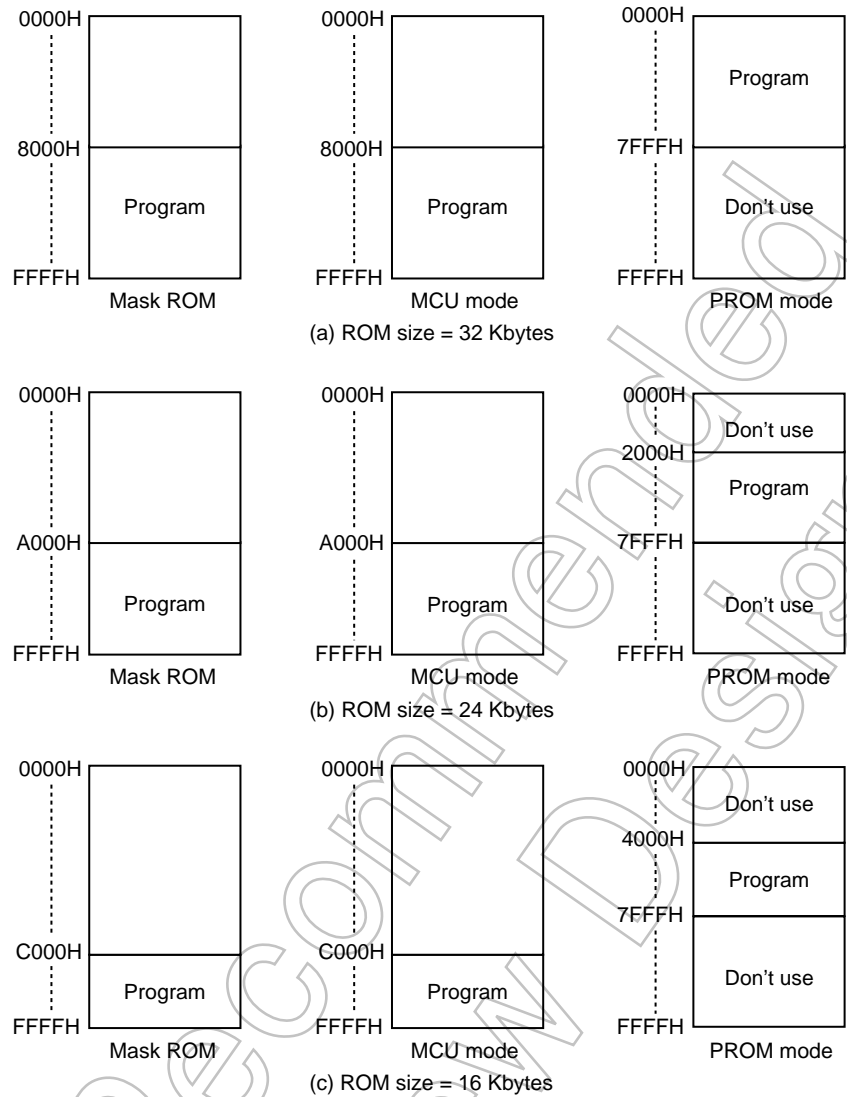 0000H
0000H
0000H
Program
8000H
8000H
7FFFH
Program
Program
Don't use
FFFFH
FFFFH
FFFFH
Mask ROM
MCU mode
PROM mode
(a) ROM size = 32 Kbytes
0000H
0000H
0000H
Don't use
2000H
Program
A000H
A000H
7FFFH
Program
Program
Don't use
FFFFH
FFFFH
FFFFH
Mask ROM
MCU mode
PROM mode
(b) ROM size = 24 Kbytes
0000H
0000H
0000H
Don't use
4000H
Program
7FFFH
C000H
C000H
Program
Program
Don't use
FFFFH
FFFFH
FFFFH
Mask ROM
MCU mode
PROM mode
(c) ROM size = 16 Kbytes